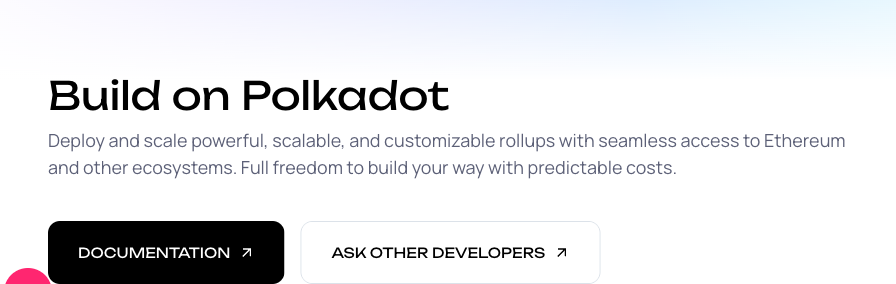 Build on Polkadot
Deploy and scale powerful, scalable, and customizable rollups with seamless access to Ethereum
and other ecosystems. Full freedom to build your way with predictable costs.
DOCUMENTATION
ASK OTHER DEVELOPERS